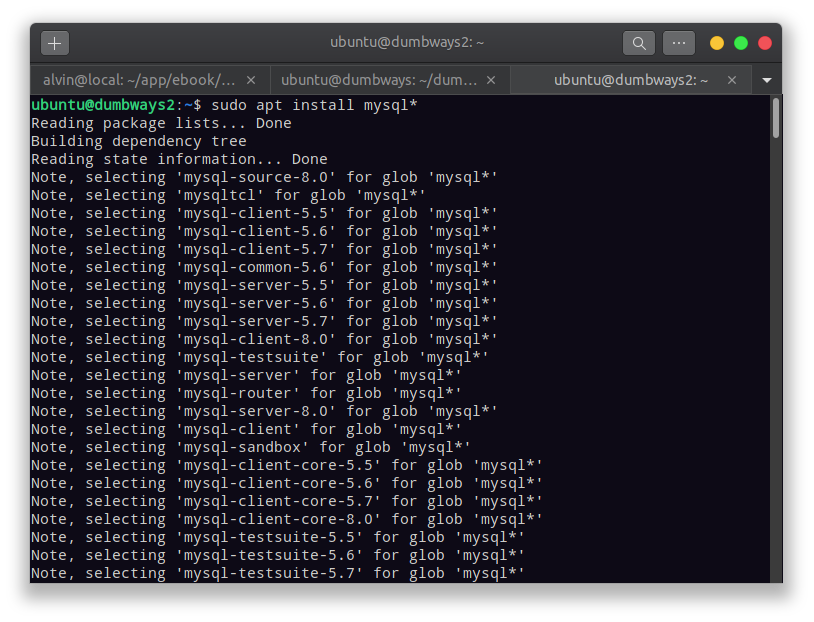 ubuntu@dumbways2: ~
alvin@local: ~/app/ebook/...
ubuntu@dumbways: ~/dum...
ubuntu@dumbways2: ~
ubuntu@dumbways2:~$ sudo apt install mysql*
Reading package lists... Done
Building dependency tree
Reading state information... Done
Note, selecting 'mysql-source-8.0' for glob 'mysql*'
Note, selecting 'mysqltcl' for glob 'mysql*'
Note, selecting 'mysql-client-5.5' for glob 'mysql*'
Note, selecting 'mysql-client-5.6' for glob 'mysql*'
Note, selecting 'mysql-client-5.7' for glob 'mysql*'
Note, selecting 'mysql-common-5.6' for glob 'mysql*'
Note, selecting 'mysql-server-5.5' for glob 'mysql*'
Note, selecting 'mysql-server-5.6' for glob 'mysql*'
Note, selecting 'mysql-server-5.7' for glob 'mysql*'
Note, selecting 'mysql-client-8.0' for glob 'mysql*'
Note, selecting 'mysql-testsuite' for glob 'mysql*'
Note, selecting 'mysql-server' for glob 'mysql*'
Note, selecting 'mysql-router' for glob 'mysql*'
Note, selecting 'mysql-server-8.0' for glob 'mysql*'
Note, selecting 'mysql-client' for glob 'mysql*'
Note, selecting 'mysql-sandbox' for glob 'mysql*'
Note, selecting 'mysql-client-core-5.5' for glob 'mysql*'
Note, selecting 'mysql-client-core-5.6' for glob 'mysql*'
Note, selecting 'mysql-client-core-5.7' for glob 'mysql*'
Note, selecting 'mysql-client-core-8.0' for glob 'mysql*'
Note, selecting 'mysql-testsuite-5.5' for glob 'mysql*'
Note, selecting 'mysql-testsuite-5.6' for glob 'mysql*'
Note, selecting 'mysql-testsuite-5.7' for glob 'mysql*'